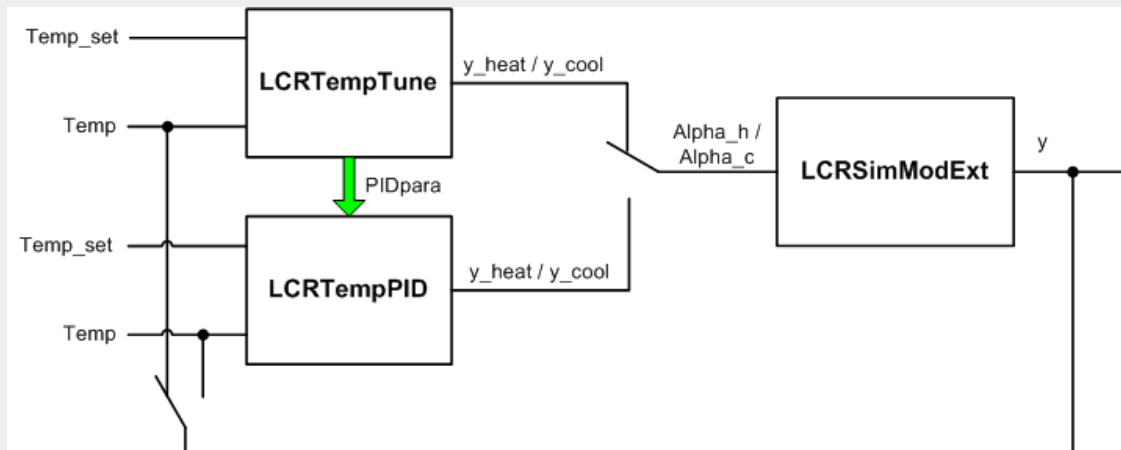 Temp_set
LCRTempTune
y_heat / y_cool
Temp
Alpha_h /
Alpha_c
y
LCRSimModExt
PIDpara
Temp_set
y_heat / y_cool
LCRTempPID
Temp